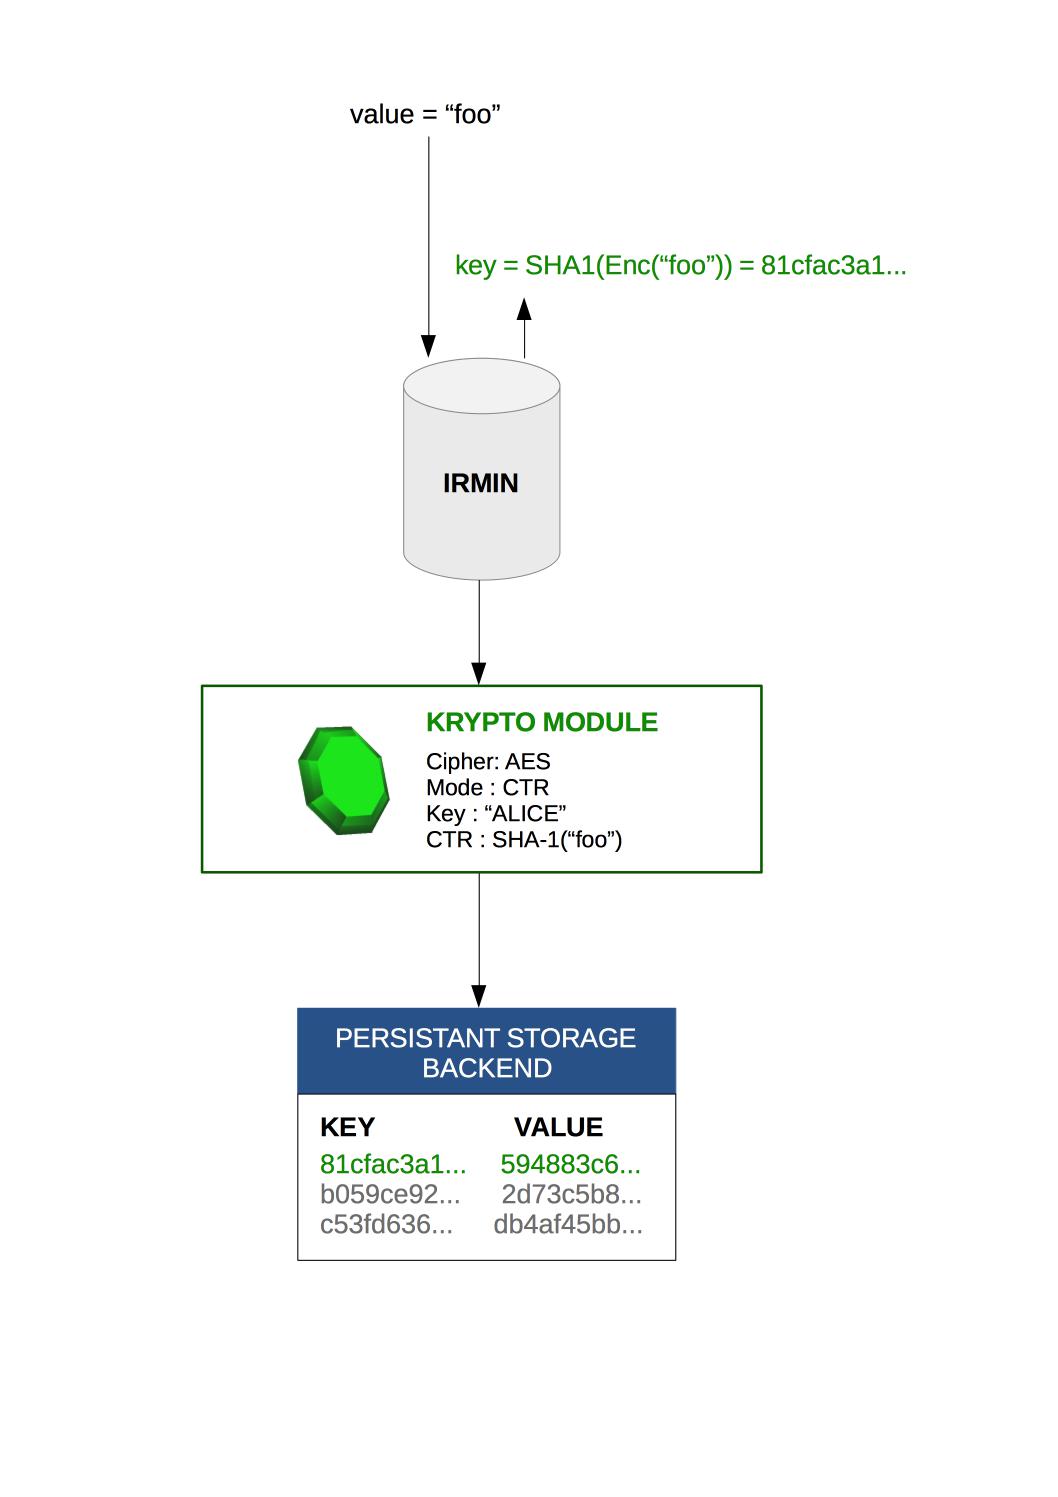 value = “foo”
key = SHA1(Enc(“foo”)) = 81cfac3a1...
IRMIN
KRYPTO MODULE
Cipher: AES
Mode : CTR
Key : “ALICE”
CTR : SHA-1(“foo”)
PERSISTANT STORAGE
BACKEND
KEY VALUE
81cfac3a1... 594883c6...
b059ce92... 2d73c5b8...
c53fd636... db4af45bb...